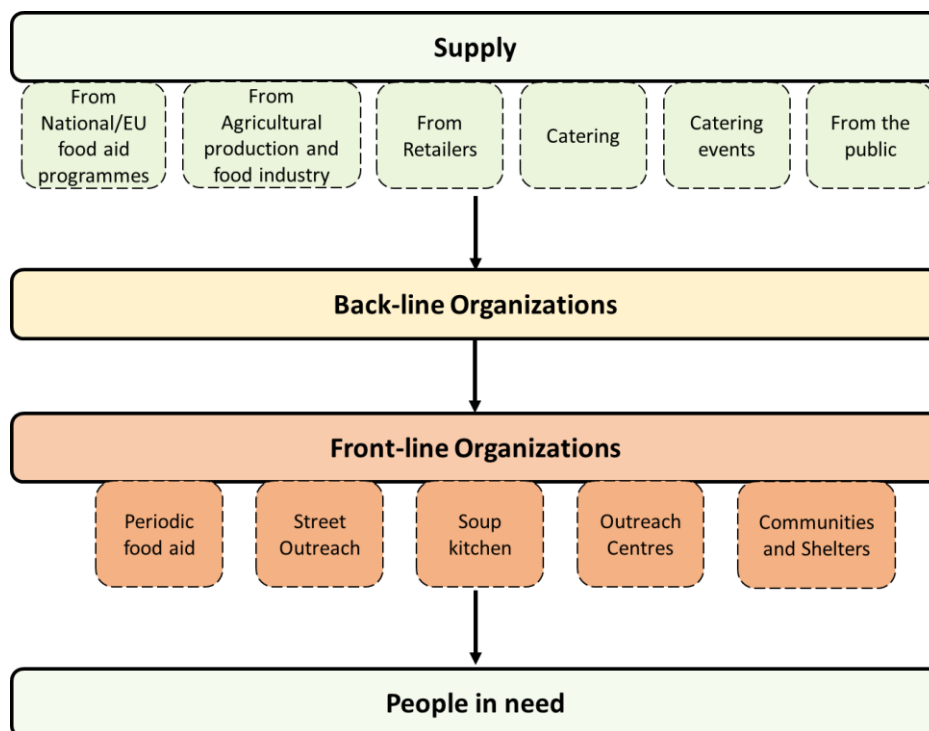 Supply
From
National/EU
food aid
programmes
From
Agricultural
production and
food industry
From
Retailers
Catering
Catering
events
From the
public
Back-line Organizations
Front-line Organizations
Periodic
food aid
Street
Outreach
Soup
kitchen
Outreach
Centres
Communities
and Shelters
People in need